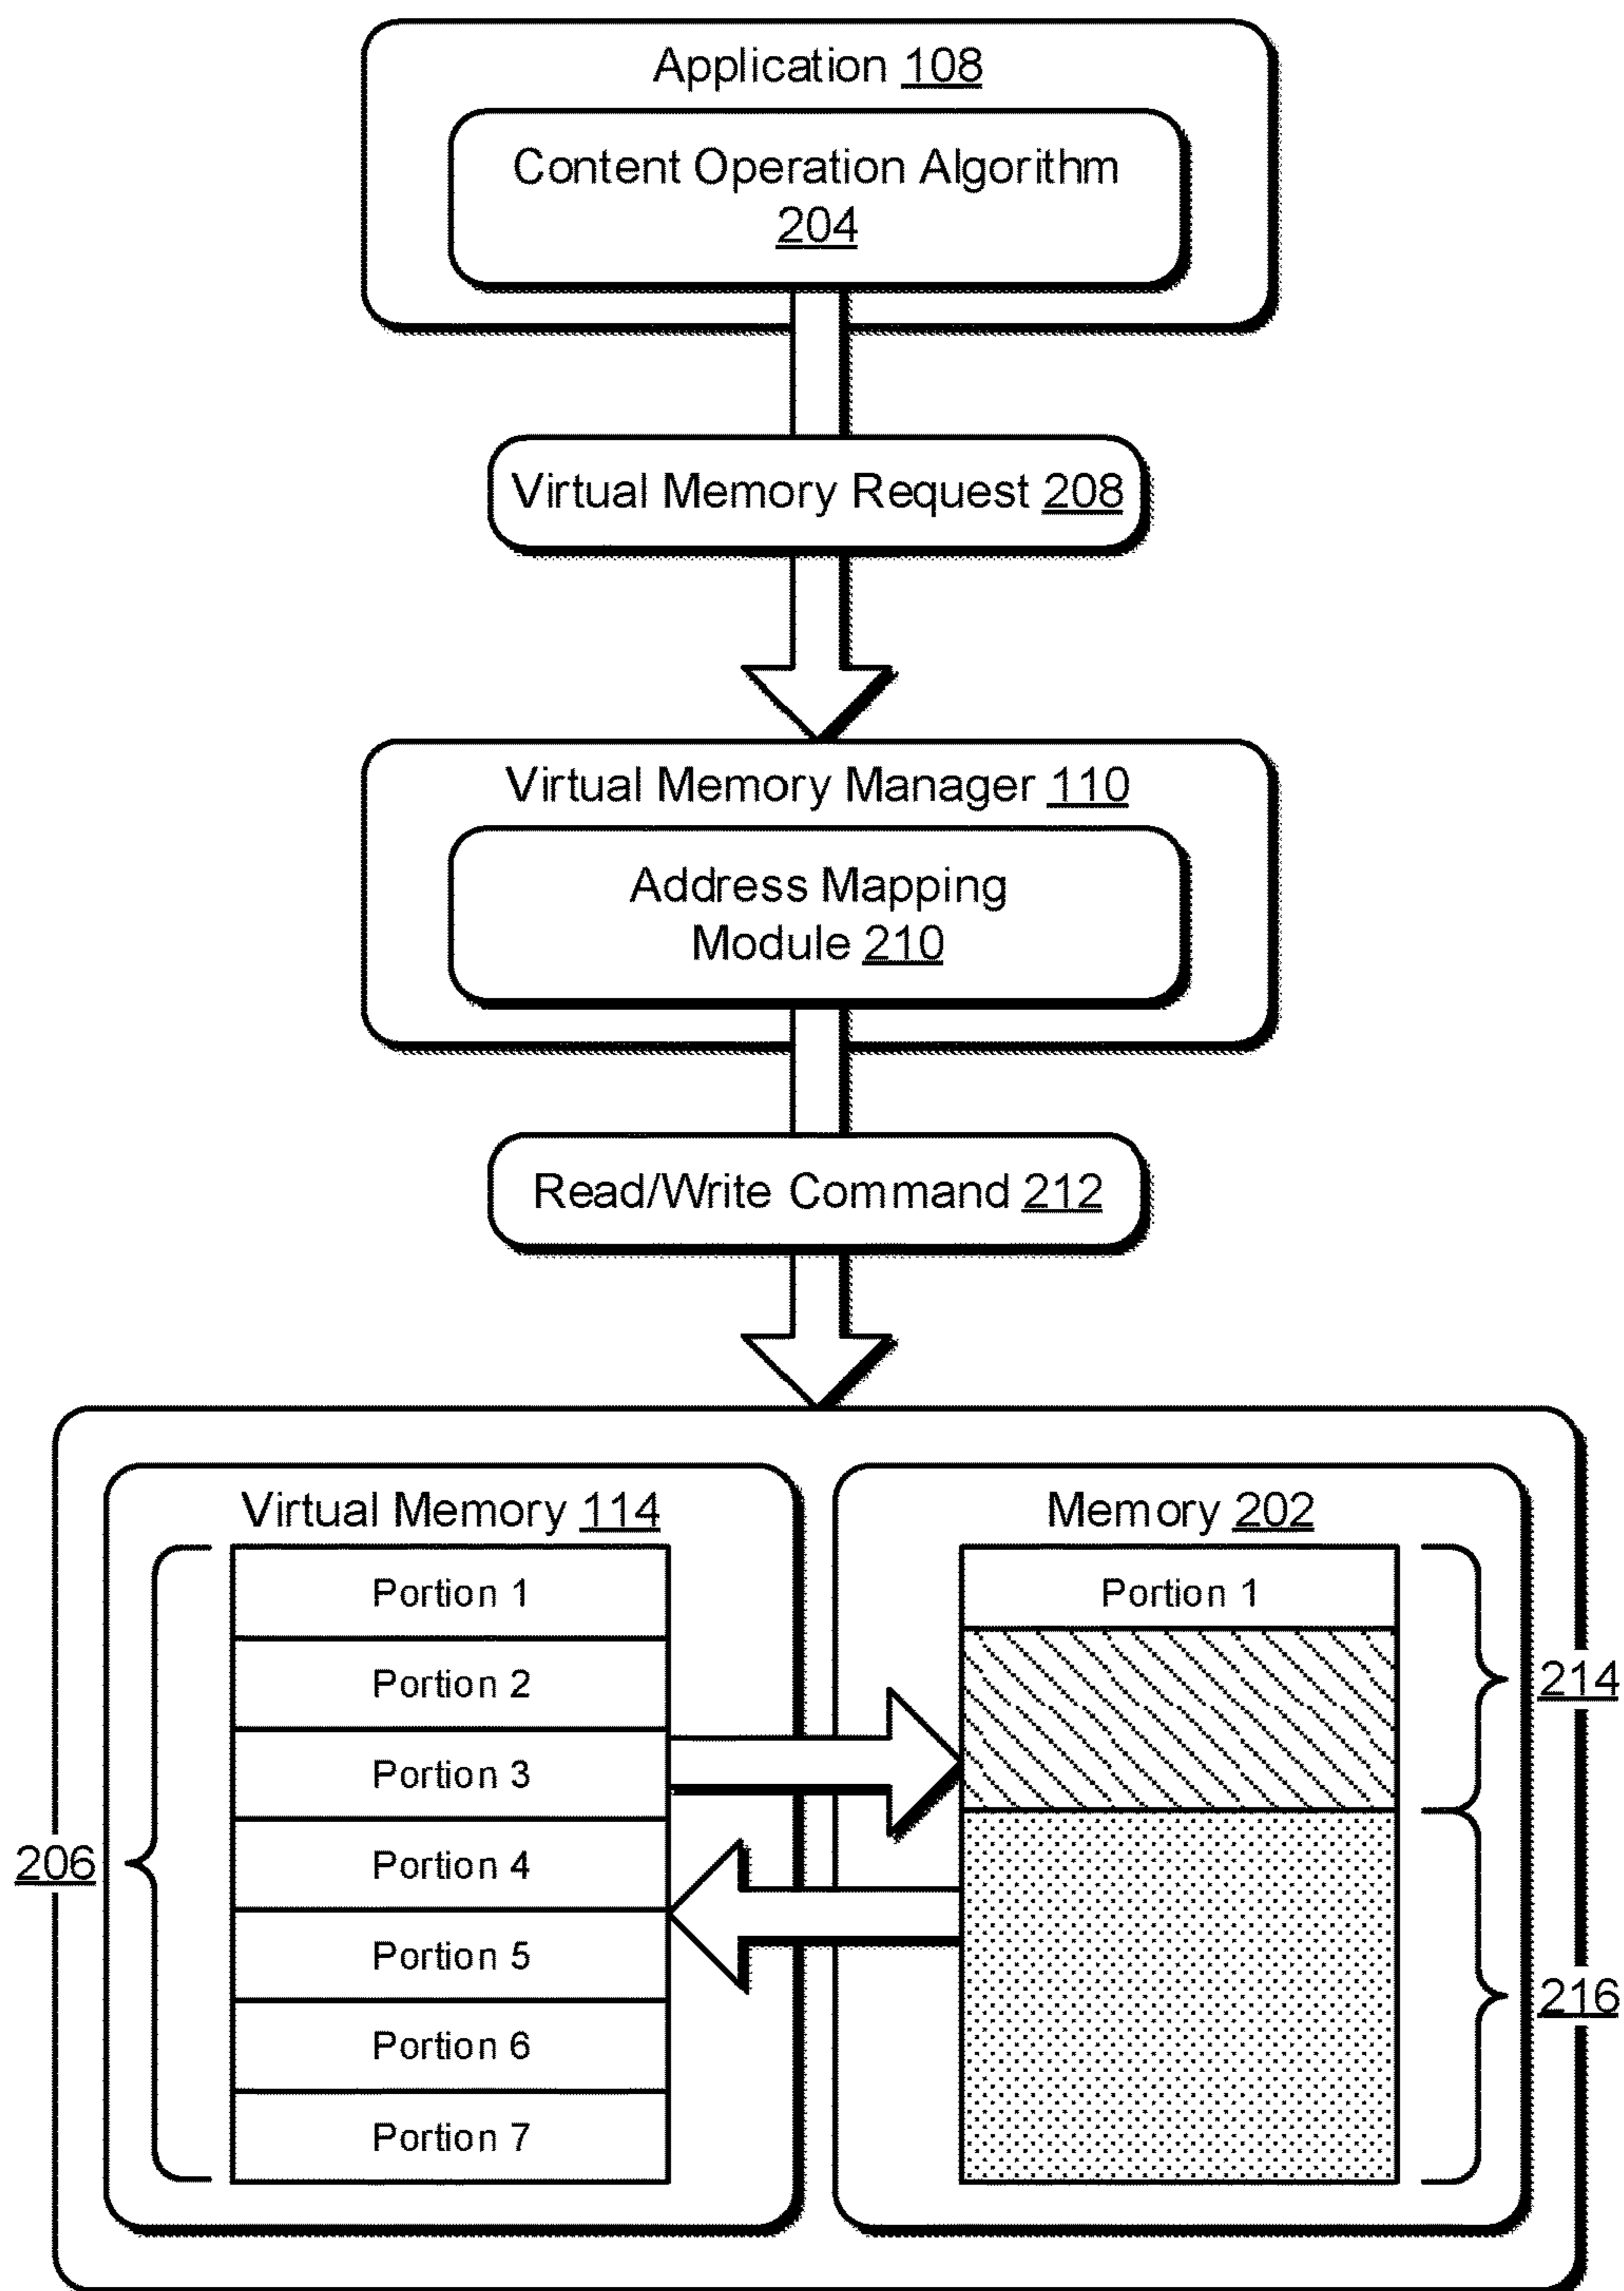 Application 108
Content Operation Algorithm
204
Virtual Memory Request 208
Virtual Memory Manager 110
Address Mapping
Module 210
Read/Write Command 212
Virtual Memory 114
Portion 1
Portion 2
Portion 3
Portion 4
Portion 5
Portion 6
Portion 7
206
Memory 202
Portion 1
214
216